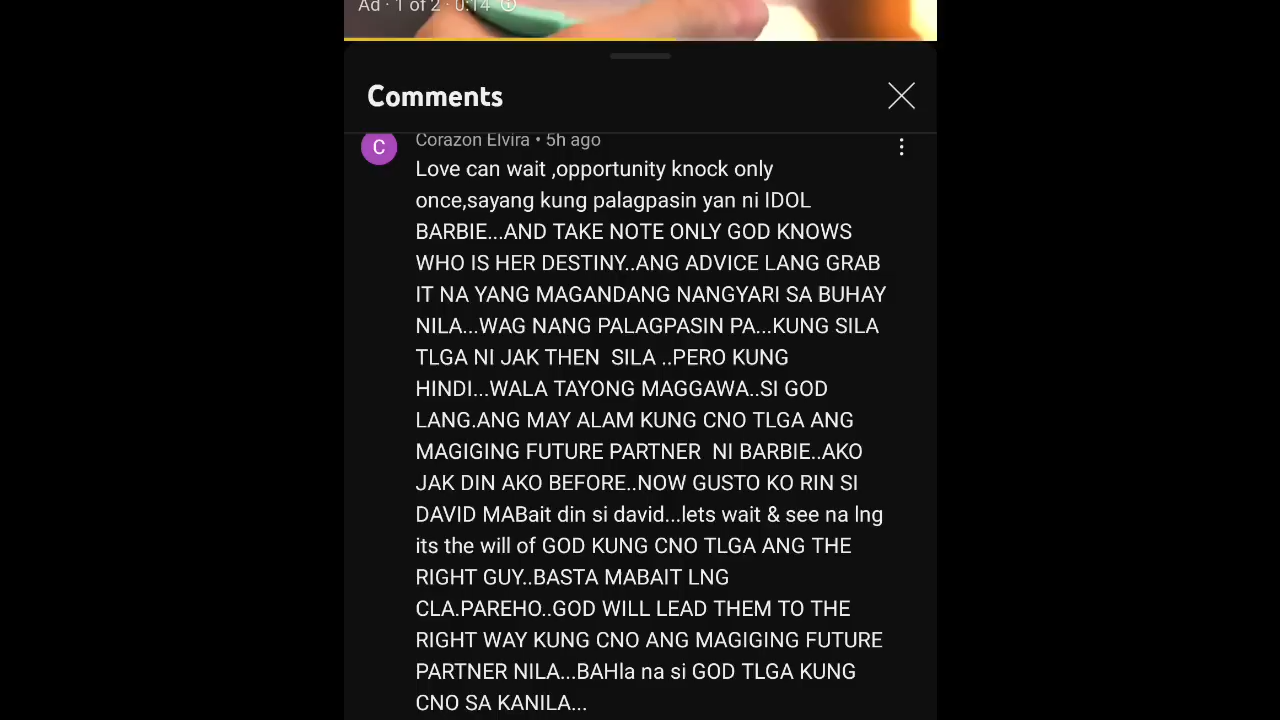 Ad · 1 of 2 · 0:14
Comments
C
Corazon Elvira • 5h ago
Love can wait ,opportunity knock only
once,sayang kung palagpasin yan ni IDOL
BARBIE...AND TAKE NOTE ONLY GOD KNOWS
WHO IS HER DESTINY..ANG ADVICE LANG GRAB
IT NA YANG MAGANDANG NANGYARI SA BUHAY
NILA...WAG NANG PALAGPASIN PA...KUNG SILA
TLGA NI JAK THEN  SILA ..PERO KUNG
HINDI...WALA TAYONG MAGGAWA..SI GOD
LANG.ANG MAY ALAM KUNG CNO TLGA ANG
MAGIGING FUTURE PARTNER  NI BARBIE..AKO
JAK DIN AKO BEFORE..NOW GUSTO KO RIN SI
DAVID MABait din si david...lets wait & see na lng
its the will of GOD KUNG CNO TLGA ANG THE
RIGHT GUY..BASTA MABAIT LNG
CLA.PAREHO..GOD WILL LEAD THEM TO THE
RIGHT WAY KUNG CNO ANG MAGIGING FUTURE
PARTNER NILA...BAHla na si GOD TLGA KUNG
CNO SA KANILA...